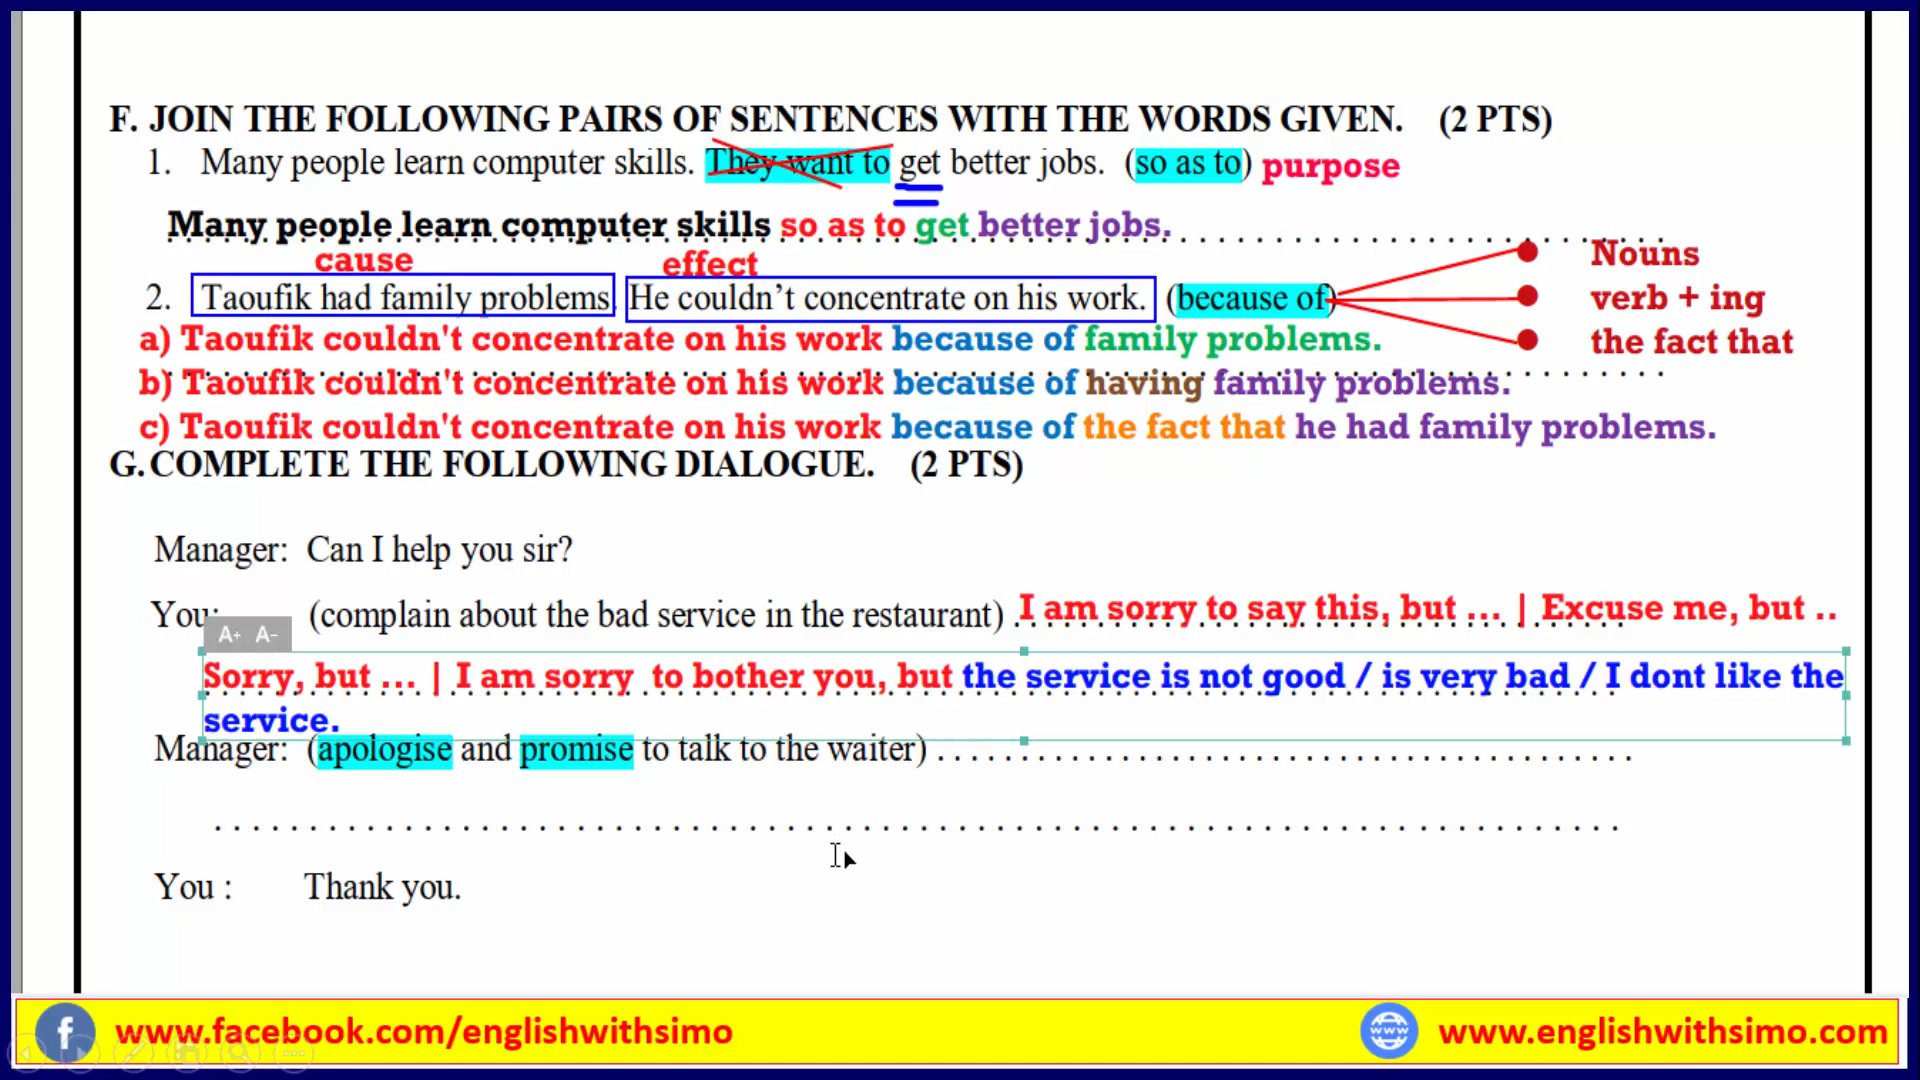 F. JOIN THE FOLLOWING PAIRS OF SENTENCES WITH THE WORDS GIVEN. (2 PTS)
1. Many people learn computer skills. They want to get better jobs. (so as to) purpose
Many people learn computer skills so as to get better jobs.
cause effect
Nouns
2. Taoufik had family problems. He couldn't concentrate on his work. (because of) verb + ing
a) Taoufik couldn't concentrate on his work because of family problems. the fact that
b) Taoufik couldn't concentrate on his work because of having family problems.
c) Taoufik couldn't concentrate on his work because of the fact that he had family problems.
G. COMPLETE THE FOLLOWING DIALOGUE. (2 PTS)
Manager: Can I help you sir?
You: (complain about the bad service in the restaurant) I am sorry to say this, but ... | Excuse me, but ..
A+ A-
Sorry, but ... | I am sorry to bother you, but the service is not good / is very bad / I dont like the
service.
Manager: (apologise and promise to talk to the waiter) ......................................
..........................................................................
You : Thank you.
www.facebook.com/englishwithsimo www.englishwithsimo.com